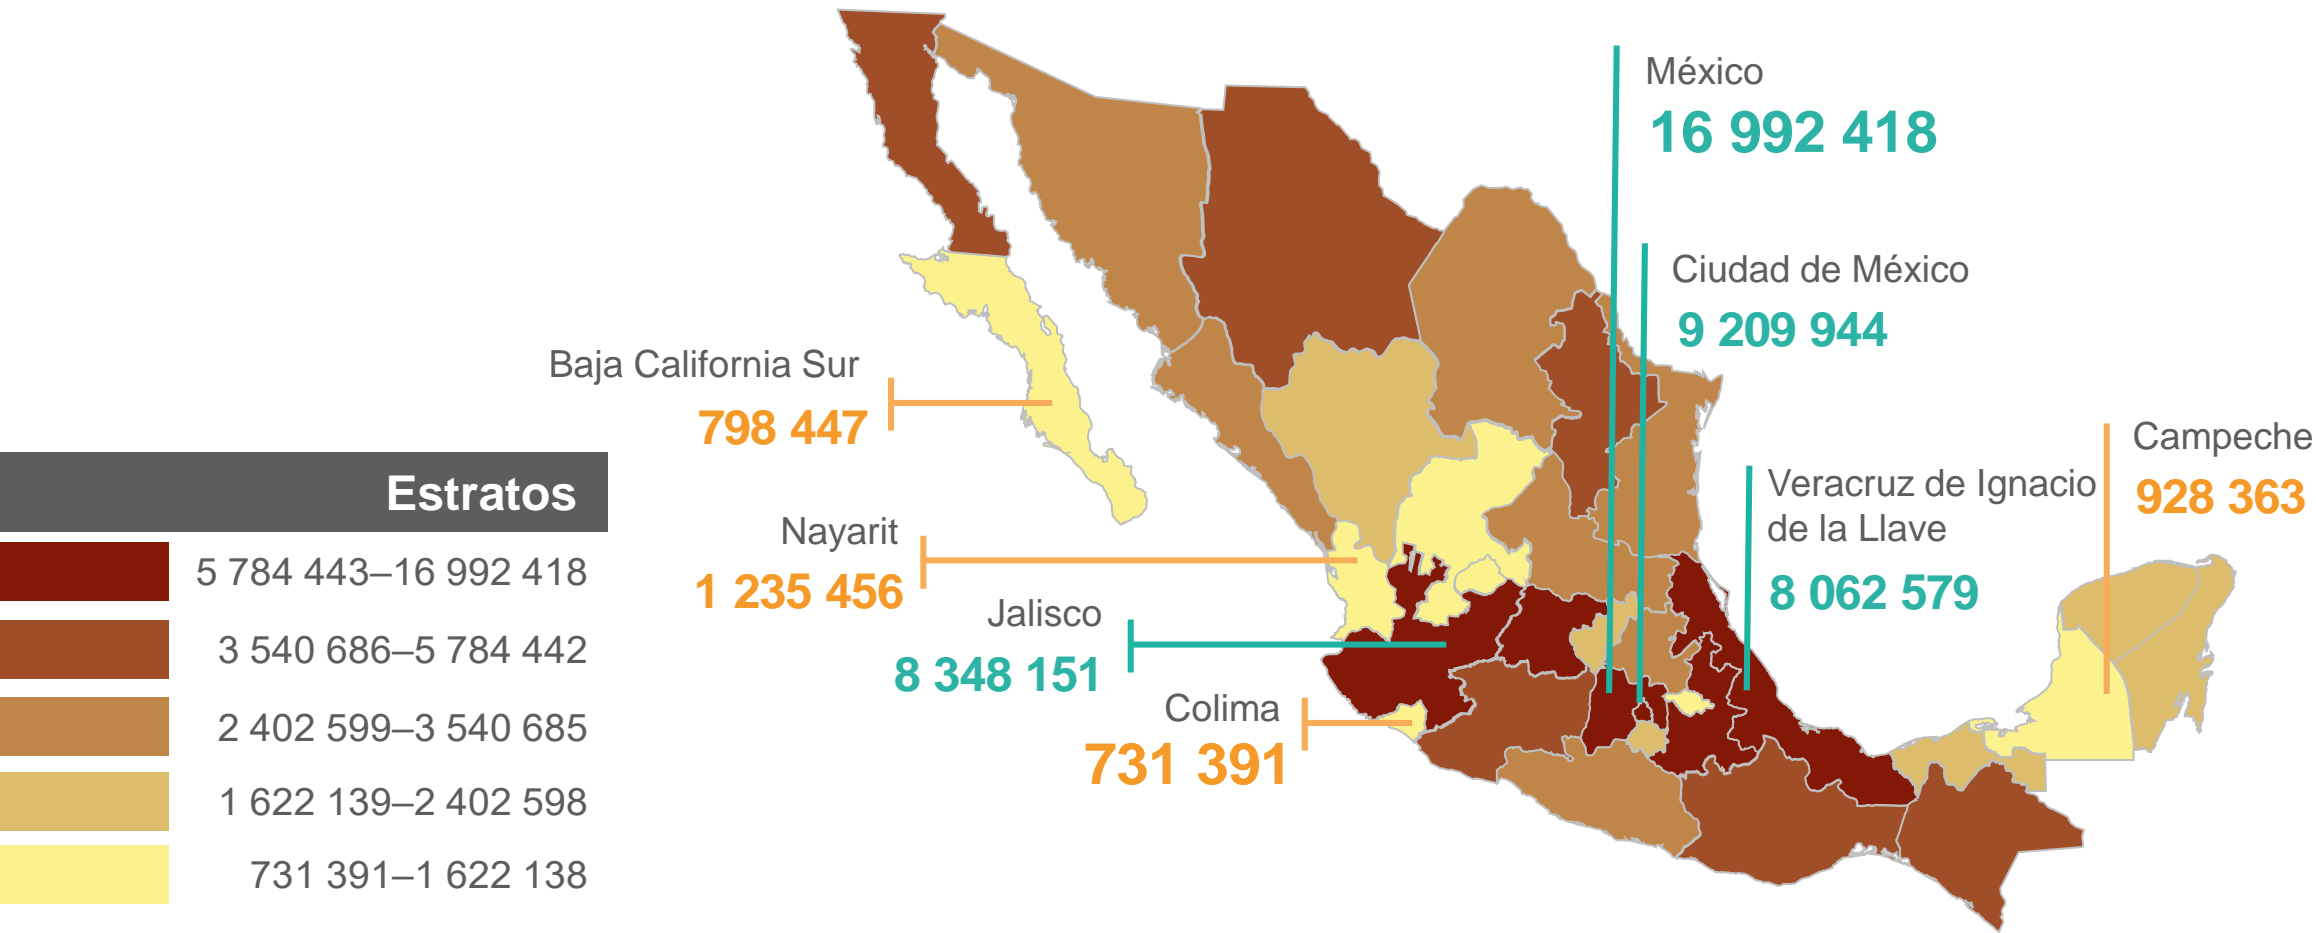 México
16 992 418
Ciudad de México
9 209 944
Baja California Sur
798 447
Campeche
928 363
Veracruz de Ignacio
de la Llave
8 062 579
Nayarit
1 235 456
Jalisco
8 348 151
Colima
731 391
Estratos
5 784 443–16 992 418
3 540 686–5 784 442
2 402 599–3 540 685
1 622 139–2 402 598
731 391–1 622 138